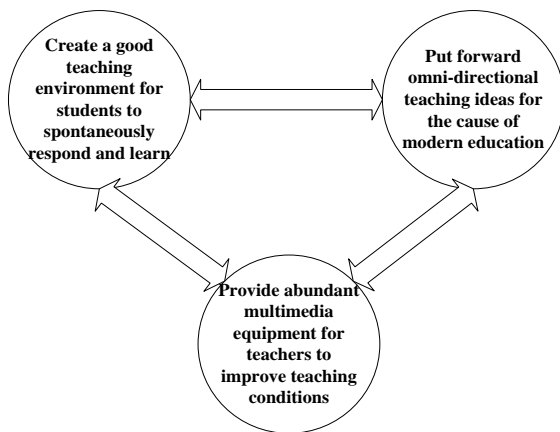 Create a good
teaching
environment for
students to
spontaneously
respond and learn
Put forward
omni-directional
teaching ideas for
the cause of
modern education
Provide abundant
multimedia
equipment for
teachers to
improve teaching
conditions